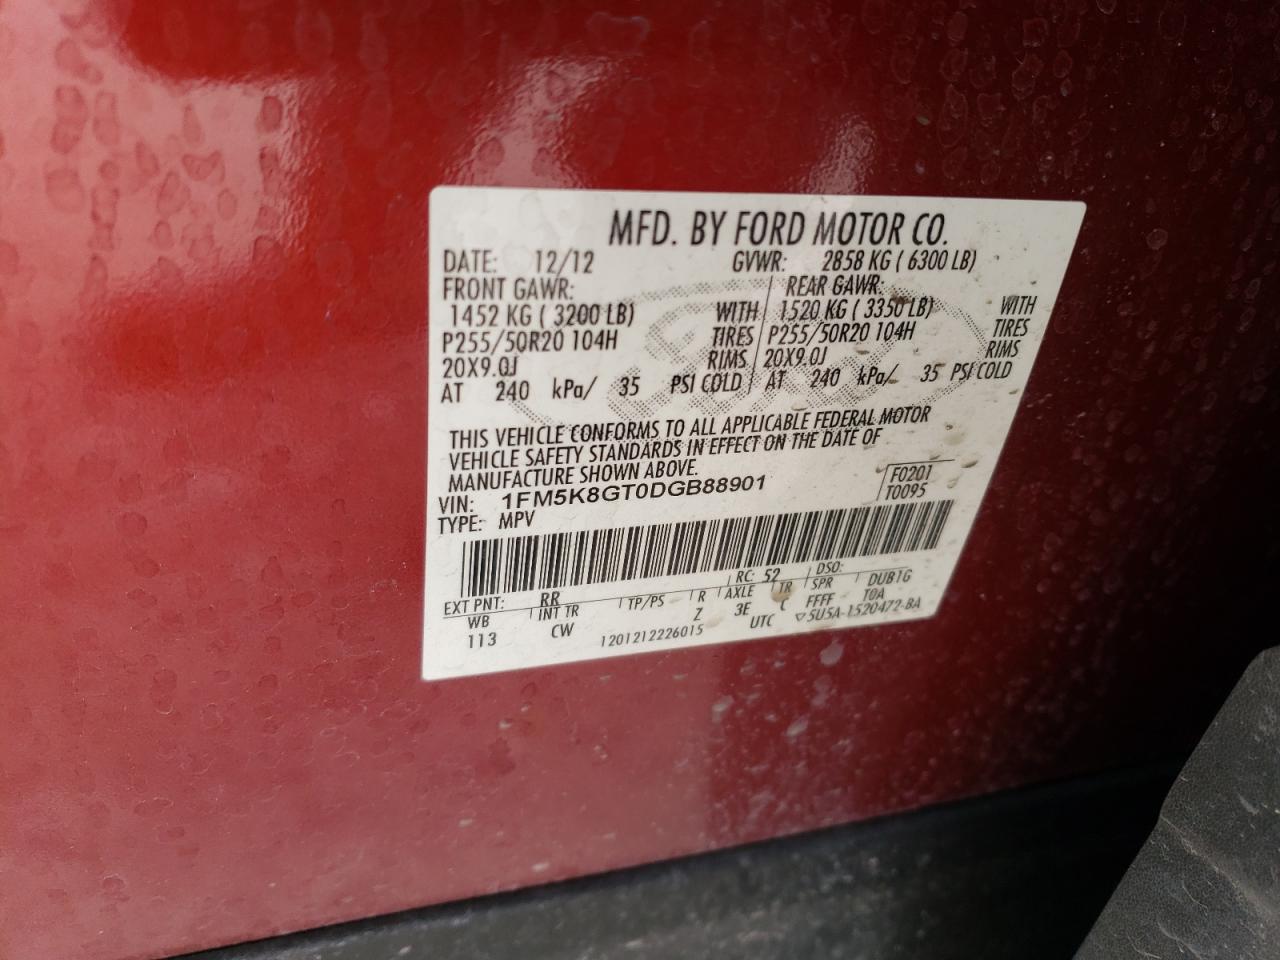 MFD. BY FORD MOTOR CO.
DATE: 12/12 GVWR: 2858 KG ( 6300 LB)
FRONT GAWR: REAR GAWR:
1452 KG ( 3200 LB) WITH 1520 KG ( 3350 LB) WITH
P255/50R20 104H TIRES P255/50R20 104H TIRES
20X9.0J RIMS 20X9.0J RIMS
AT 240 kPa/ 35 PSI COLD AT 240 kPa/ 35 PSI COLD
THIS VEHICLE CONFORMS TO ALL APPLICABLE FEDERAL MOTOR
VEHICLE SAFETY STANDARDS IN EFFECT ON THE DATE OF
MANUFACTURE SHOWN ABOVE.
VIN: 1FM5K8GT0DGB88901 F0201
TYPE: MPV T0095
EXT PNT: RR RC: 52 DSO:
WB INT TR TP/PS R AXLE TR SPR DUB1G
113 CW Z 3E C FFFF T0A
1201212226015 UTC ▽5U5A-1520472-BA